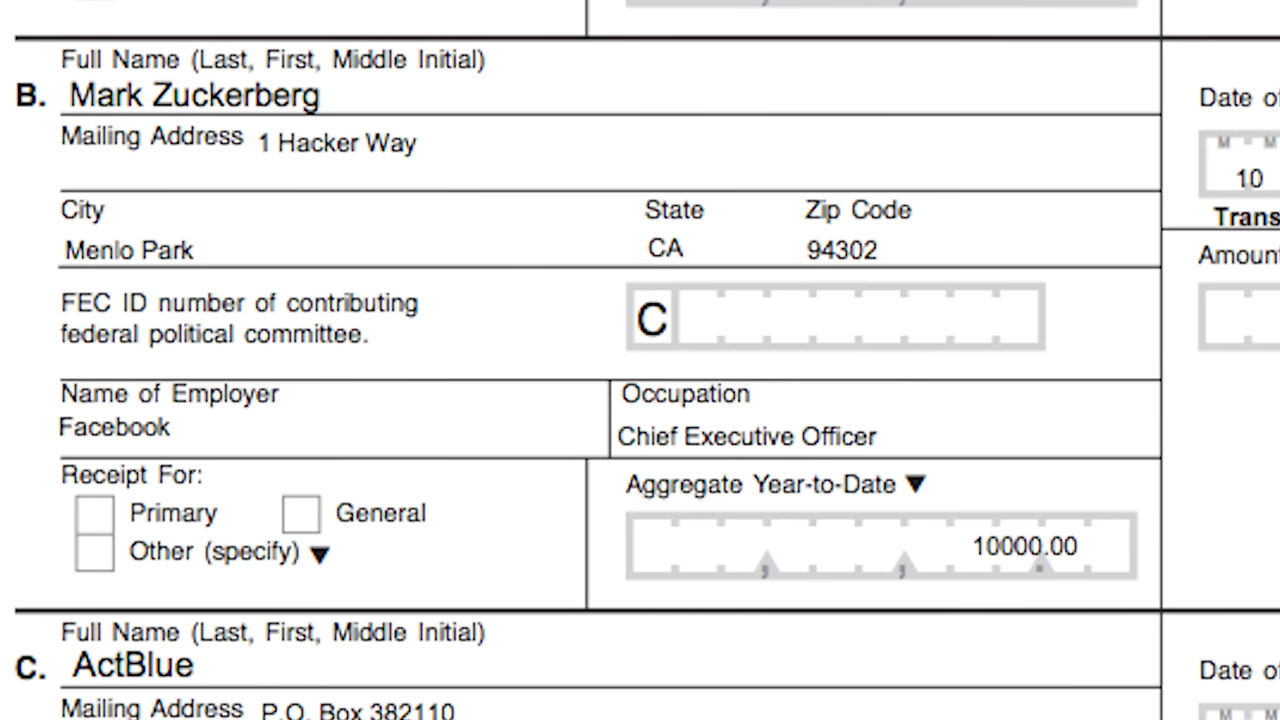 Full Name (Last, First, Middle Initial)
B. Mark Zuckerberg
Date of
Mailing Address 1 Hacker Way
M M
10
City State Zip Code
Trans
Menlo Park CA 94302
Amount
FEC ID number of contributing
federal political committee.
C
Name of Employer Occupation
Facebook Chief Executive Officer
Receipt For:
Aggregate Year-to-Date ▼
Primary General
Other (specify) ▼
10000.00
Full Name (Last, First, Middle Initial)
C. ActBlue
Date of
Mailing Address P.O. Box 382110
M M